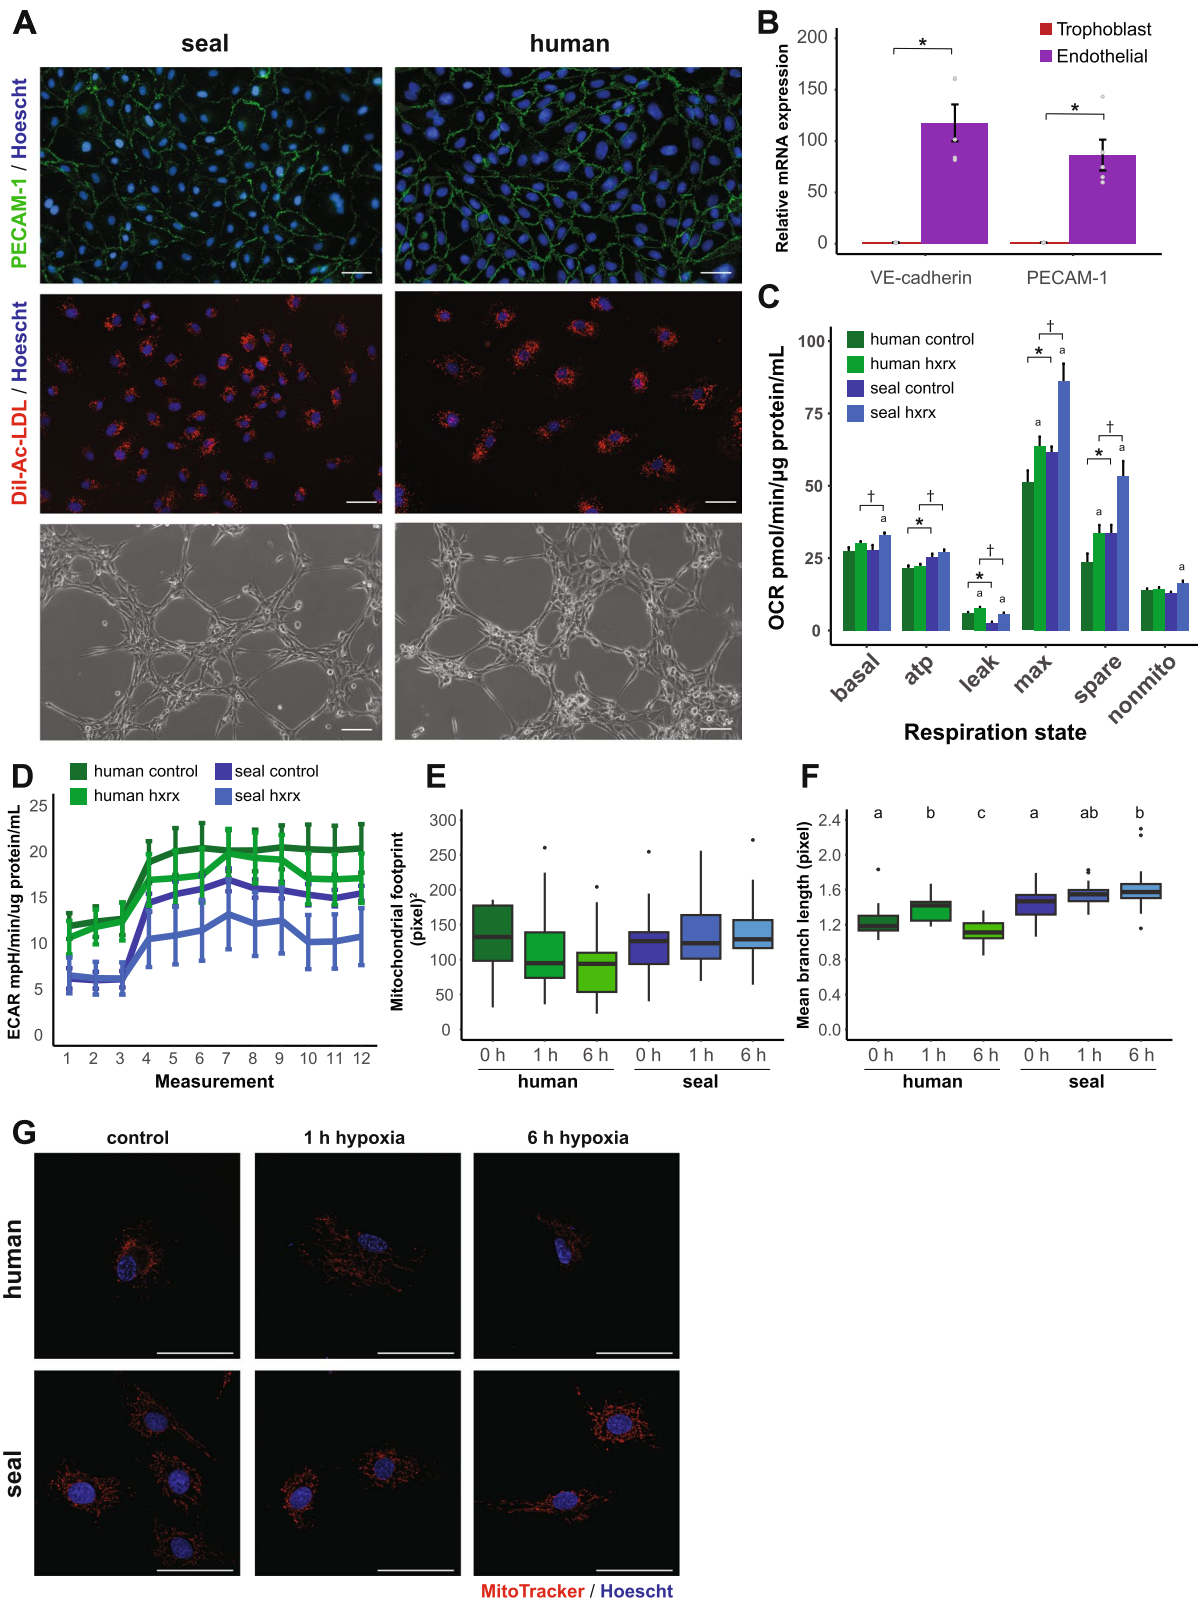 A
seal
human
PECAM-1 / Hoescht
Dil-Ac-LDL / Hoescht
B
Relative mRNA expression
200
150
100
50
0
Trophoblast
Endothelial
*
*
VE-cadherin
PECAM-1
C
OCR pmol/min/µg protein/mL
100
75
50
25
0
human control
human hxrx
seal control
seal hxrx
†
a
†
*
†
*
a
a
†
*
a
a
†
*
a
a
†
*
a
basal
atp
leak
max
spare
nonmito
Respiration state
D
human control
human hxrx
seal control
seal hxrx
ECAR mpH/min/ug protein/mL
25
20
15
10
5
0
1 2 3 4 5 6 7 8 9 10 11 12
Measurement
E
Mitochondrial footprint
(pixel)²
300
250
200
150
100
50
0
0 h 1 h 6 h 0 h 1 h 6 h
human seal
F
Mean branch length (pixel)
2.4
2.0
1.6
1.2
0.8
0.4
0.0
a b c a ab b
0 h 1 h 6 h 0 h 1 h 6 h
human seal
G
control
1 h hypoxia
6 h hypoxia
human
seal
MitoTracker / Hoescht